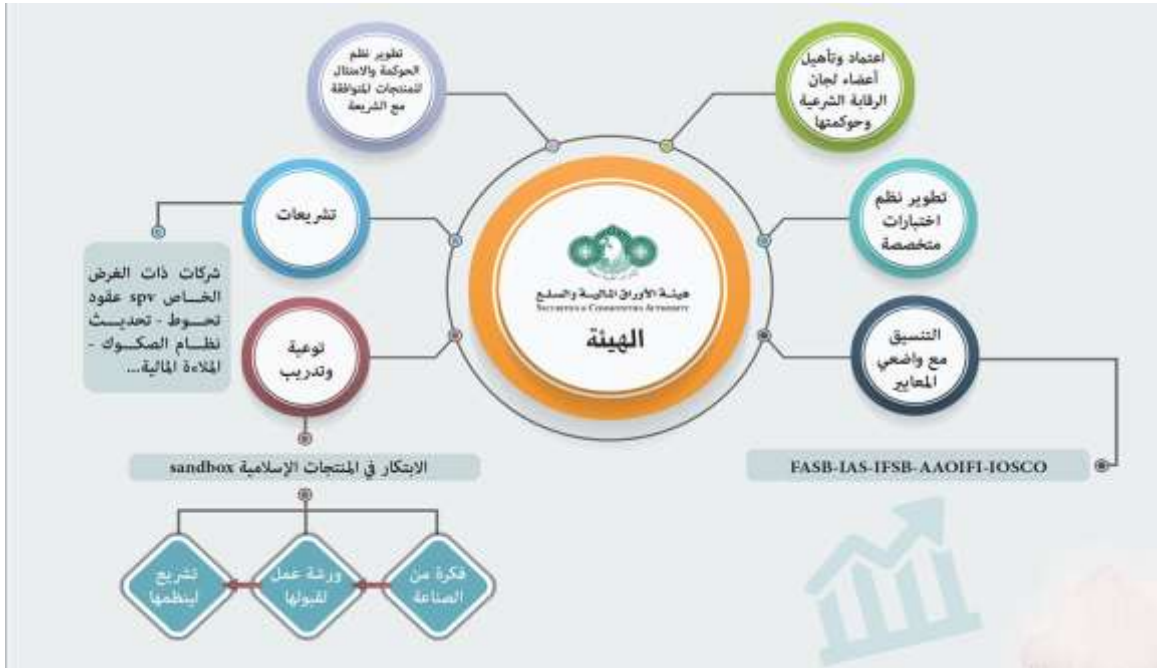 اعتماد وتأهيل
أعضاء لجان
الرقابة الشرعية
وحوكمتها
تطوير نظم
الحوكمة والامتثال
للمنتجات المتوافقة
مع الشريعة
تطوير نظم
اختبارات
متخصصة
تشريعات
هيئة الأوراق المالية والسلع
SECURITIES & COMMODITIES AUTHORITY
الهيئة
شركات ذات الغرض
الخاص spv عقود
تحوط - تحديث
نظام الصكوك -
الملاءة المالية...
التنسيق
مع واضعي
المعايير
توعية
وتدريب
FASB-IAS-IFSB-AAOIFI-IOSCO
الابتكار في المنتجات الإسلامية sandbox
فكرة من
الصناعة
ورشة عمل
لقبولها
تشريع
لينظمها